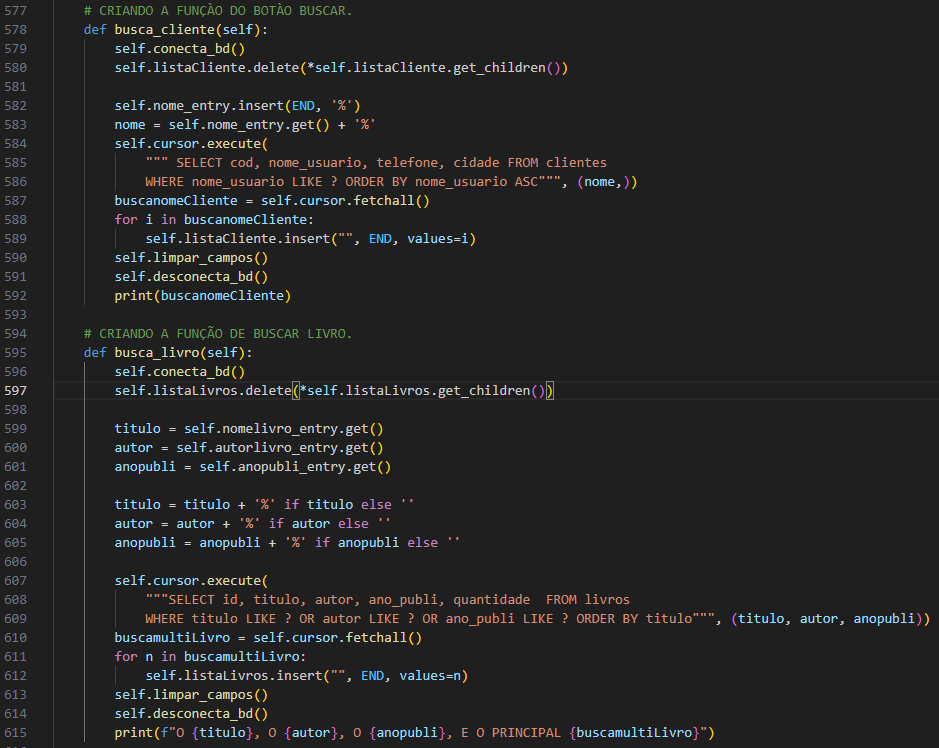 577 # CRIANDO A FUNÇÀO DO BOTÀO BUSCAR.
578 def busca_cliente(self):
579 self.conecta_bd()
580 self.listaCliente.delete(*self.listaCliente.get_children())
581
582 self.nome_entry.insert(END, '%')
583 nome = self.nome_entry.get() + '%'
584 self.cursor.execute(
585 """ SELECT cod, nome_usuario, telefone, cidade FROM clientes
586 WHERE nome_usuario LIKE ? ORDER BY nome_usuario ASC""", (nome,))
587 buscanomeCliente = self.cursor.fetchall()
588 for i in buscanomeCliente:
589 self.listaCliente.insert("", END, values=i)
590 self.limpar_campos()
591 self.desconecta_bd()
592 print(buscanomeCliente)
593
594 # CRIANDO A FUNÇÃO DE BUSCAR LIVRO.
595 def busca_livro(self):
596 self.conecta_bd()
597 self.listaLivros.delete(*self.listaLivros.get_children())
598
599 titulo = self.nomelivro_entry.get()
600 autor = self.autorlivro_entry.get()
601 anopubli = self.anopubli_entry.get()
602
603 titulo = titulo + '%' if titulo else ''
604 autor = autor + '%' if autor else ''
605 anopubli = anopubli + '%' if anopubli else ''
606
607 self.cursor.execute(
608 """SELECT id, titulo, autor, ano_publi, quantidade  FROM livros
609 WHERE titulo LIKE ? OR autor LIKE ? OR ano_publi LIKE ? ORDER BY titulo""", (titulo, autor, anopubli))
610 buscamultiLivro = self.cursor.fetchall()
611 for n in buscamultiLivro:
612 self.listaLivros.insert("", END, values=n)
613 self.limpar_campos()
614 self.desconecta_bd()
615 print(f"O {titulo}, O {autor}, O {anopubli}, E O PRINCIPAL {buscamultiLivro}")